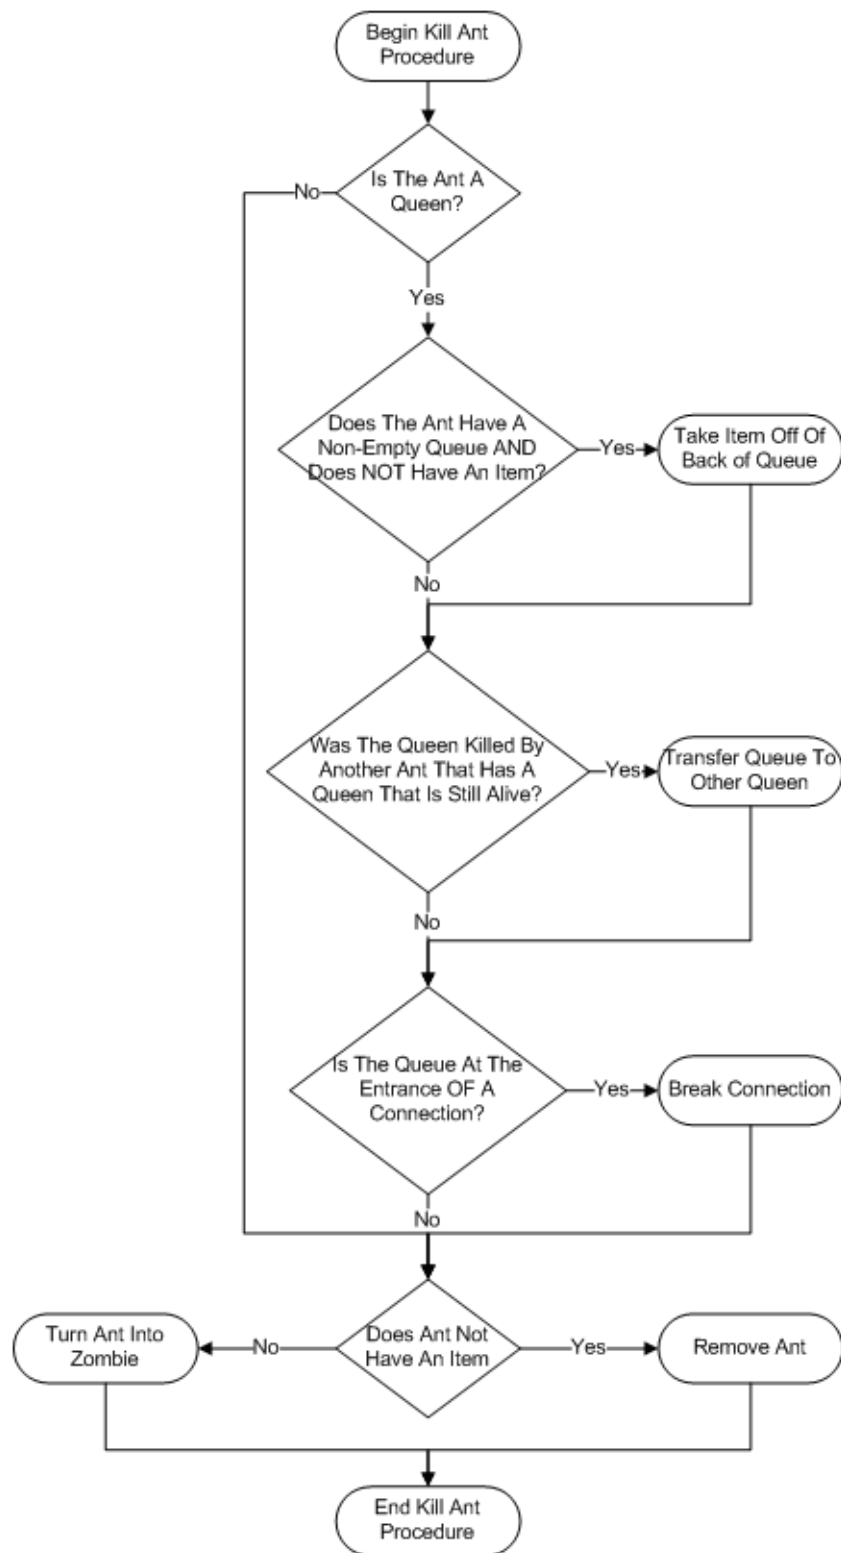 Begin Kill Ant
Procedure
Is The Ant A
Queen?
No
Yes
Does The Ant Have A
Non-Empty Queue AND
Does NOT Have An Item?
Yes
Take Item Off Of
Back of Queue
No
Was The Queen Killed By
Another Ant That Has A
Queen That Is Still Alive?
Yes
Transfer Queue To
Other Queen
No
Is The Queue At The
Entrance OF A
Connection?
Yes
Break Connection
No
Does Ant Not
Have An Item
No
Turn Ant Into
Zombie
Yes
Remove Ant
End Kill Ant
Procedure